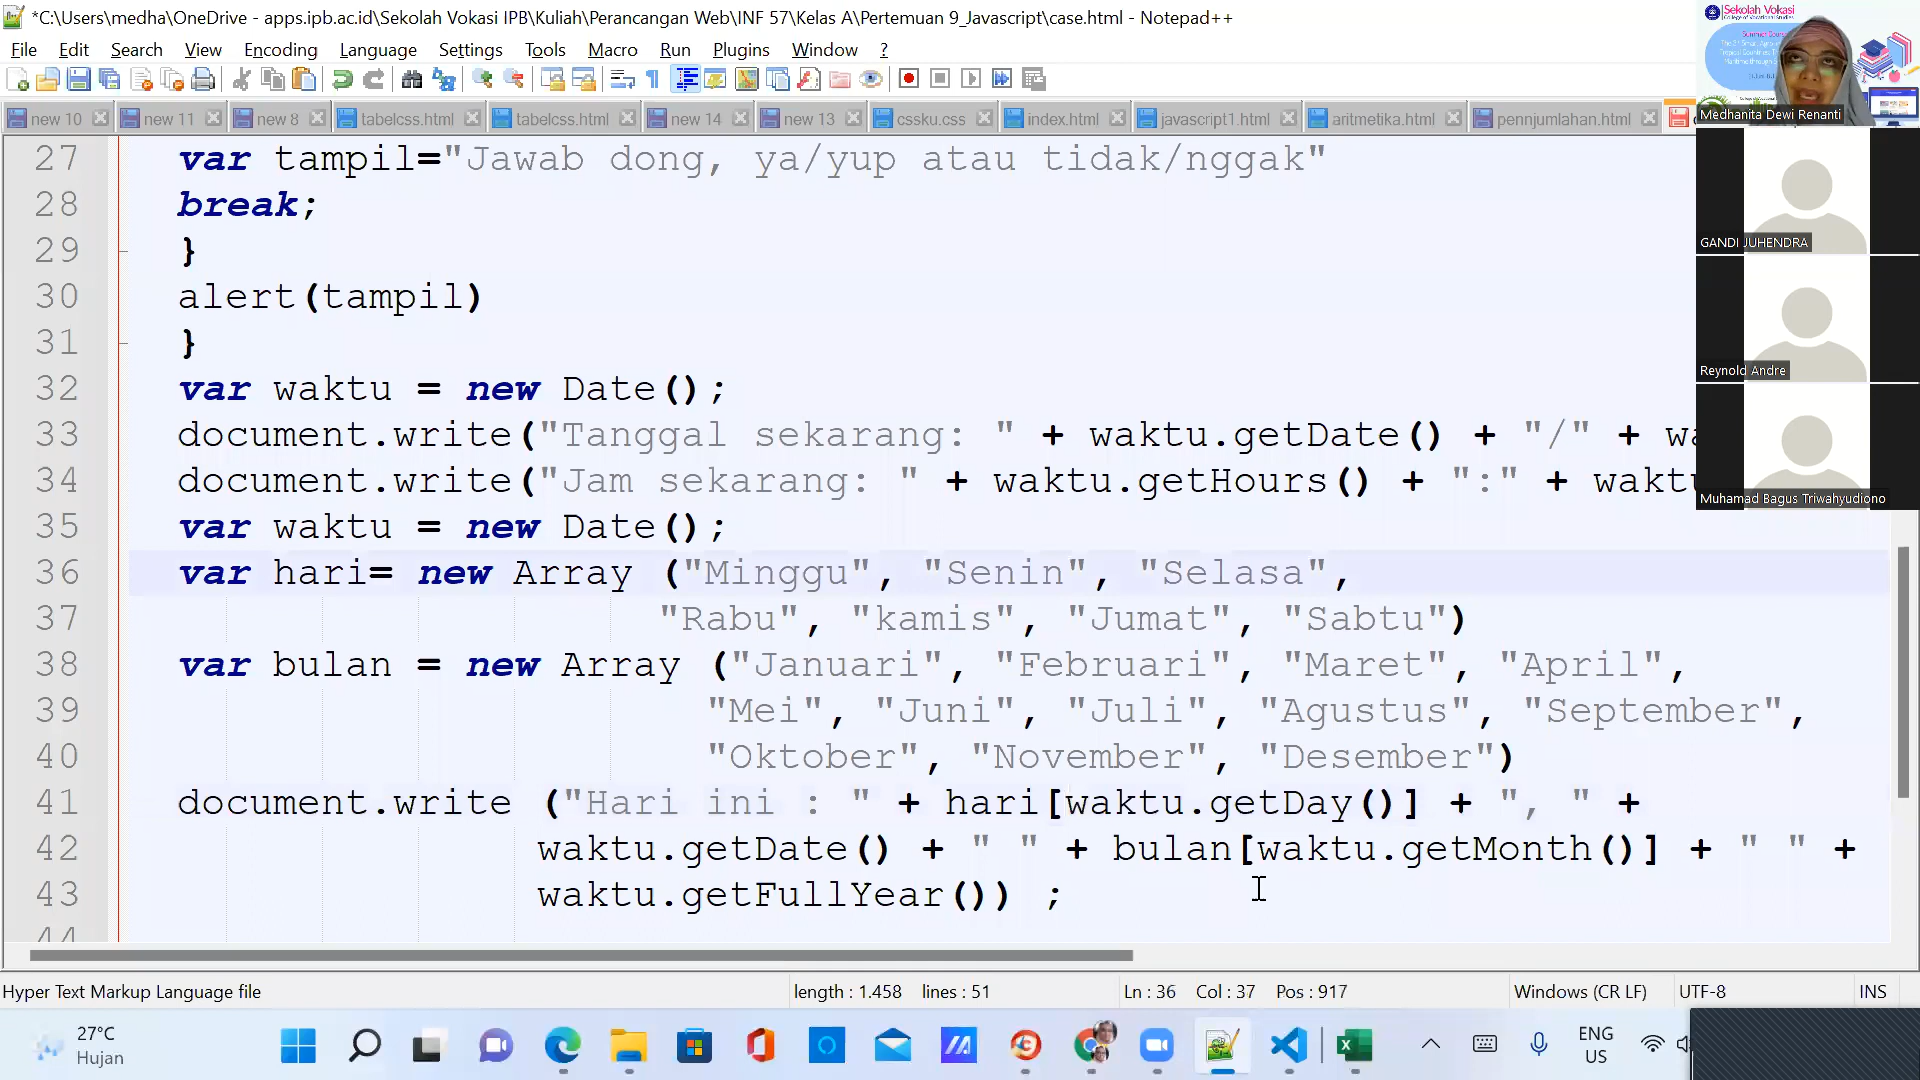 *C:\Users\medha\OneDrive - apps.ipb.ac.id\Sekolah Vokasi IPB\Kuliah\Perancangan Web\INF 57\Kelas A\Pertemuan 9_Javascript\case.html - Notepad++
File Edit Search View Encoding Language Settings Tools Macro Run Plugins Window ?
new 10 new 11 new 8 tabelcss.html tabelcss.html new 14 new 13 cssku.css index.html javascript1.html aritmetika.html pennjumlahan.html
27 var tampil="Jawab dong, ya/yup atau tidak/nggak"
28 break;
29 }
30 alert(tampil)
31 }
32 var waktu = new Date();
33 document.write("Tanggal sekarang: " + waktu.getDate() + "/" + wa
34 document.write("Jam sekarang: " + waktu.getHours() + ":" + waktu
35 var waktu = new Date();
36 var hari= new Array ("Minggu", "Senin", "Selasa",
37 "Rabu", "kamis", "Jumat", "Sabtu")
38 var bulan = new Array ("Januari", "Februari", "Maret", "April",
39 "Mei", "Juni", "Juli", "Agustus", "September",
40 "Oktober", "November", "Desember")
41 document.write ("Hari ini : " + hari[waktu.getDay()] + ", " +
42 waktu.getDate() + " " + bulan[waktu.getMonth()] + " " +
43 waktu.getFullYear()) ;
44
Sekolah Vokasi
College of Vocational Studies
Medhanita Dewi Renanti
GANDI JUHENDRA
Reynold Andre
Muhamad Bagus Triwahyudiono
Hyper Text Markup Language file length : 1.458 lines : 51 Ln : 36 Col : 37 Pos : 917 Windows (CR LF) UTF-8 INS
27°C
Hujan
ENG
US